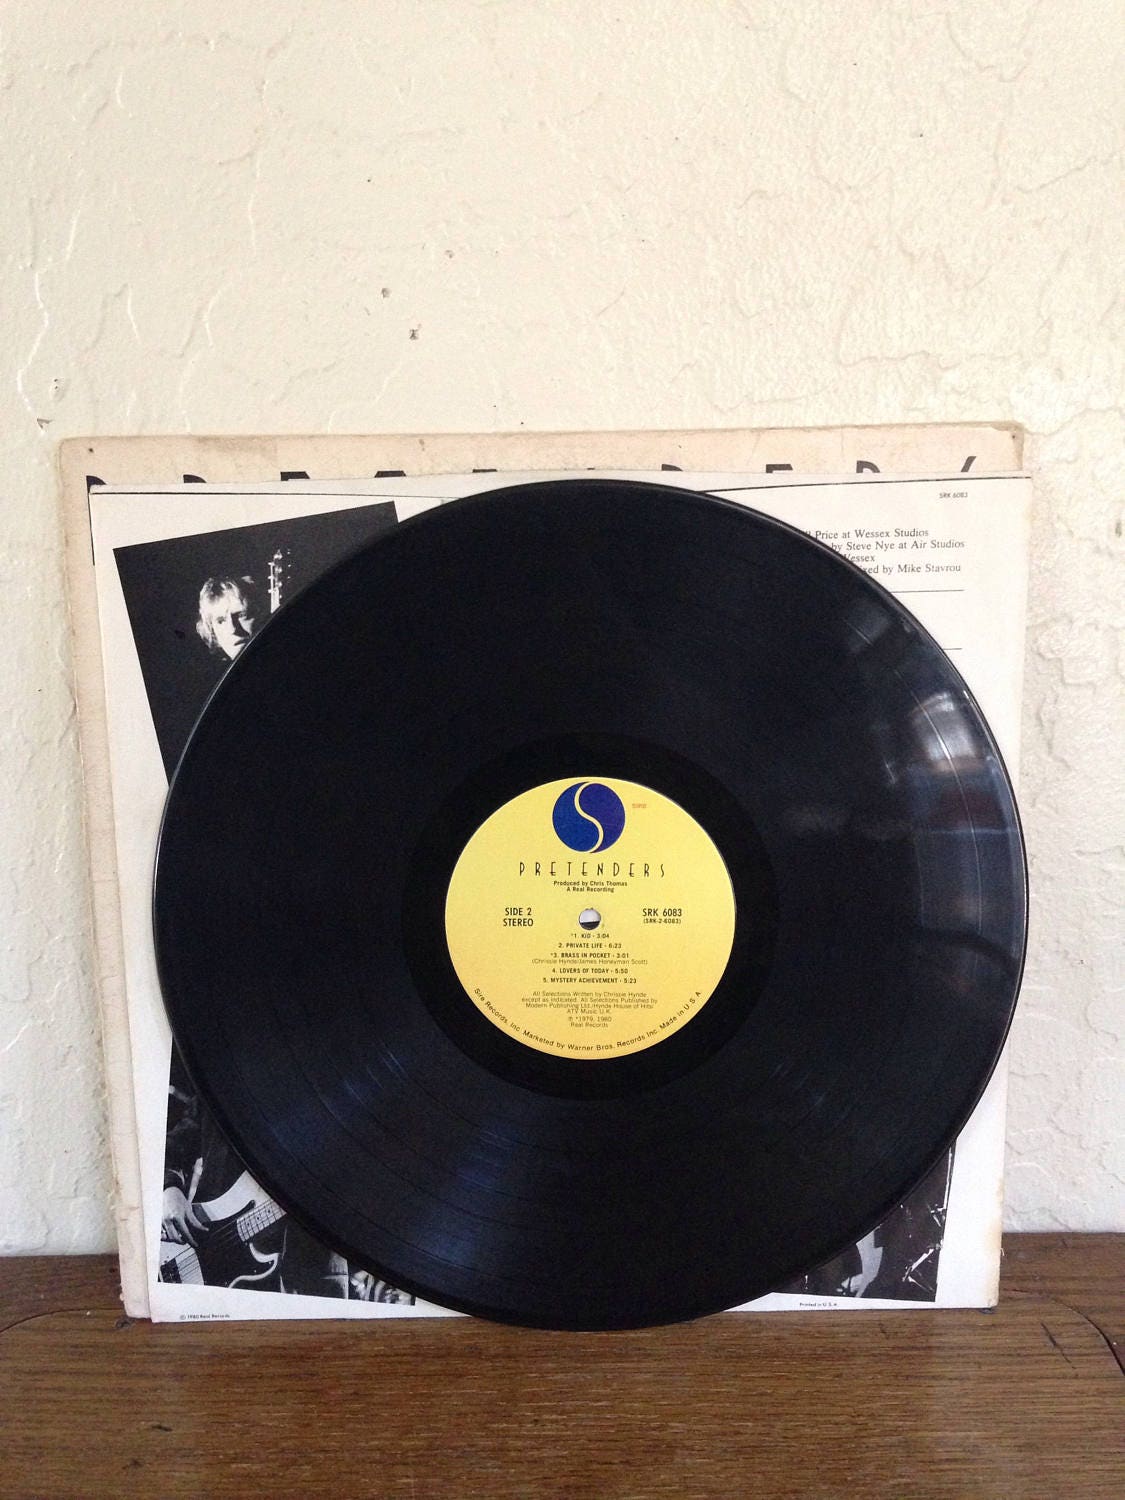 PRETENDERS
SRK 6083
Price at Wessex Studios
by Steve Nye at Air Studios
Wessex
by Mike Stavrou
SIRE
PRETENDERS
Produced by Chris Thomas
A Real Recording
SIDE 2
STEREO
SRK 6083
(SRK-2-6083)
*1. KID - 3:04
2. PRIVATE LIFE - 6:23
*3. BRASS IN POCKET - 3:01
(Chrissie Hynde/James Honeyman Scott)
4. LOVERS OF TODAY - 5:50
5. MYSTERY ACHIEVEMENT - 5:23
All Selections Written by Chrissie Hynde
except as indicated. All Selections Published by
Modern Publishing Ltd./Hynde House of Hits/
ATV Music U.K.
℗ *1979, 1980
Real Records
Sire Records, Inc. Marketed by Warner Bros. Records Inc. Made in U.S.A.
© 1980 Real Records
Printed in U.S.A.